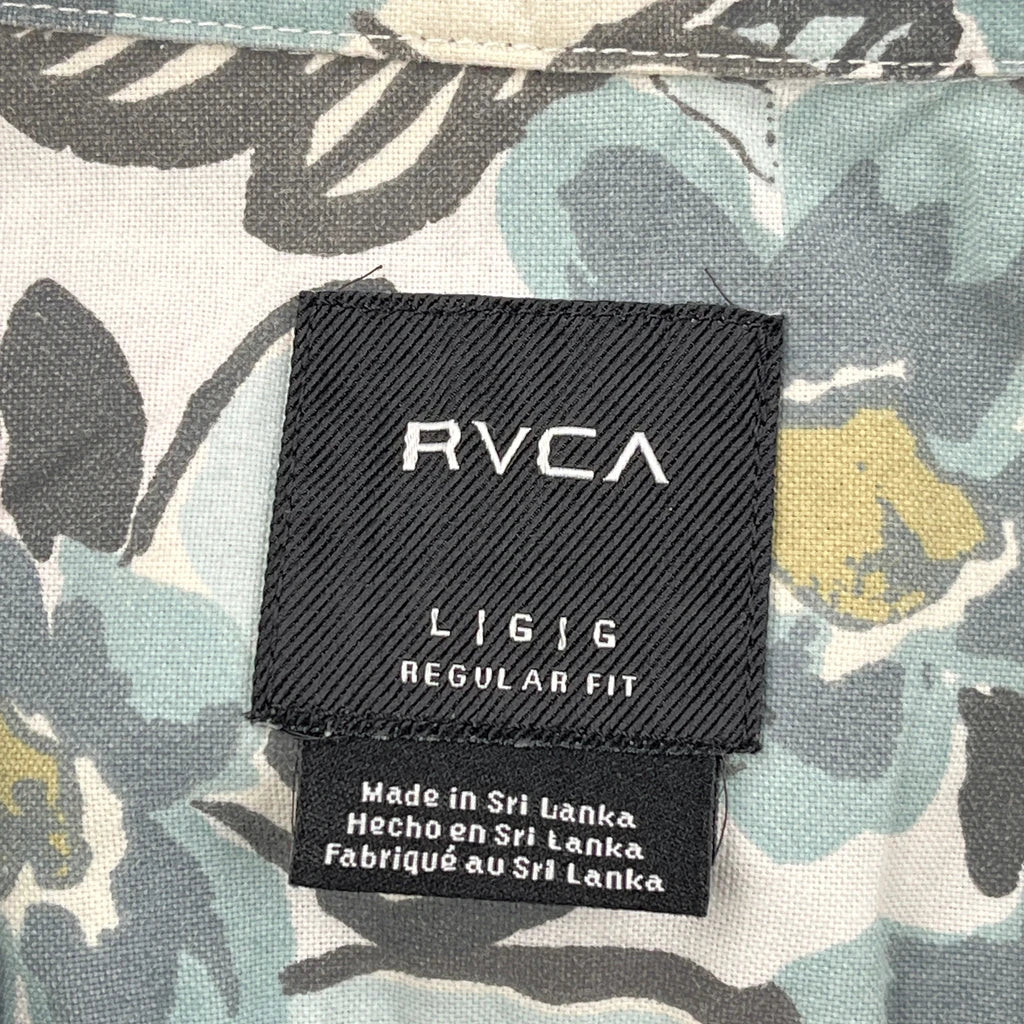 RVCA
L | G | G
REGULAR FIT
Made in Sri Lanka
Hecho en Sri Lanka
Fabriqué au Sri Lanka